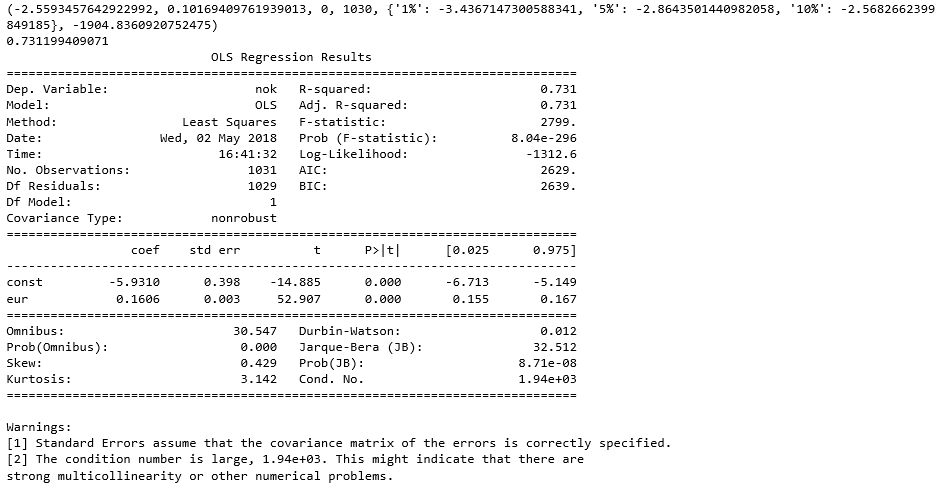 (-2.5593457642922992, 0.10169409761939013, 0, 1030, {'1%': -3.4367147300588341, '5%': -2.8643501440982058, '10%': -2.5682662399
849185}, -1904.8360920752475)
0.731199409071
OLS Regression Results
==============================================================================
Dep. Variable: nok R-squared: 0.731
Model: OLS Adj. R-squared: 0.731
Method: Least Squares F-statistic: 2799.
Date: Wed, 02 May 2018 Prob (F-statistic): 8.04e-296
Time: 16:41:32 Log-Likelihood: -1312.6
No. Observations: 1031 AIC: 2629.
Df Residuals: 1029 BIC: 2639.
Df Model: 1
Covariance Type: nonrobust
==============================================================================
coef std err t P>|t| [0.025 0.975]
------------------------------------------------------------------------------
const -5.9310 0.398 -14.885 0.000 -6.713 -5.149
eur 0.1606 0.003 52.907 0.000 0.155 0.167
==============================================================================
Omnibus: 30.547 Durbin-Watson: 0.012
Prob(Omnibus): 0.000 Jarque-Bera (JB): 32.512
Skew: 0.429 Prob(JB): 8.71e-08
Kurtosis: 3.142 Cond. No. 1.94e+03
==============================================================================
Warnings:
[1] Standard Errors assume that the covariance matrix of the errors is correctly specified.
[2] The condition number is large, 1.94e+03. This might indicate that there are
strong multicollinearity or other numerical problems.